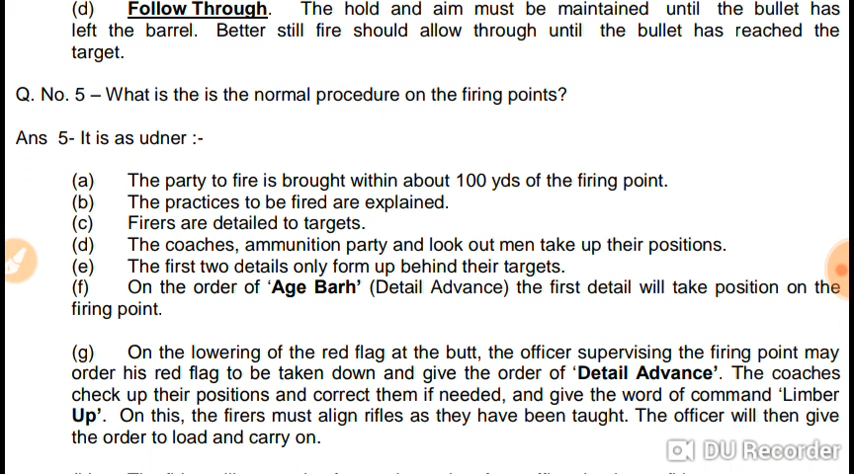 (d) Follow Through. The hold and aim must be maintained until the bullet has
left the barrel. Better still fire should allow through until the bullet has reached the
target.
Q. No. 5 – What is the is the normal procedure on the firing points?
Ans 5- It is as udner :-
(a) The party to fire is brought within about 100 yds of the firing point.
(b) The practices to be fired are explained.
(c) Firers are detailed to targets.
(d) The coaches, ammunition party and look out men take up their positions.
(e) The first two details only form up behind their targets.
(f) On the order of ‘Age Barh’ (Detail Advance) the first detail will take position on the
firing point.
(g) On the lowering of the red flag at the butt, the officer supervising the firing point may
order his red flag to be taken down and give the order of ‘Detail Advance’. The coaches
check up their positions and correct them if needed, and give the word of command ‘Limber
Up’. On this, the firers must align rifles as they have been taught. The officer will then give
the order to load and carry on.
DU Recorder